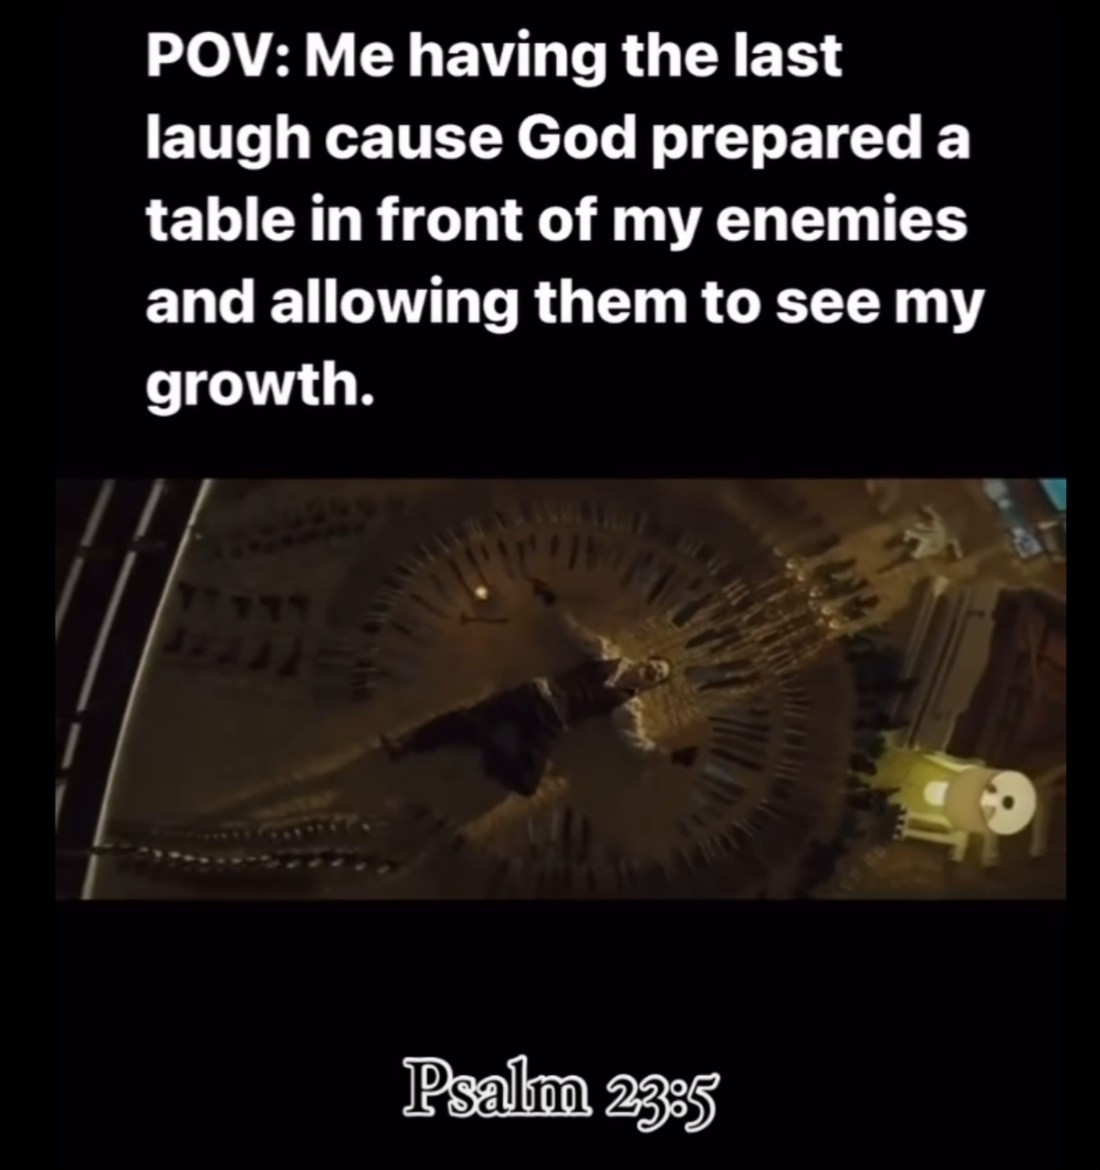 POV: Me having the last
laugh cause God prepared a
table in front of my enemies
and allowing them to see my
growth.
Psalm 23:5